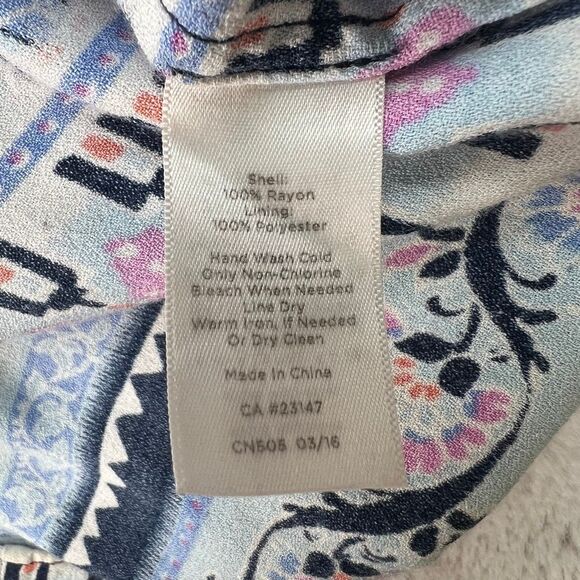 Shell:
100% Rayon
Lining:
100% Polyester
Hand Wash Cold
Only Non-Chlorine
Bleach When Needed
Line Dry
Warm Iron, If Needed
Or Dry Clean
Made In China
CA #23147
CN505 03/16